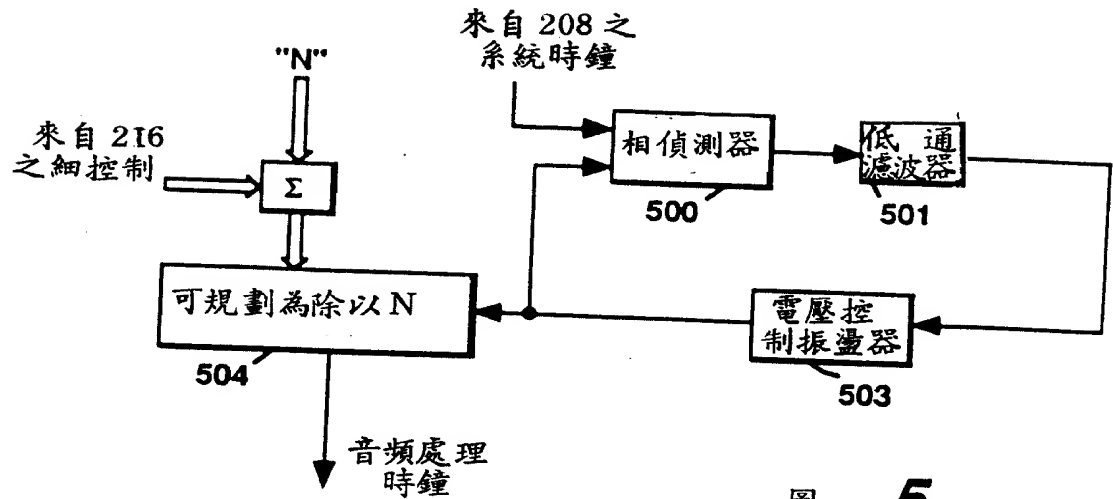 "N"
來自 208 之
系統時鐘
來自 216
之細控制
Σ
相偵測器
500
低通
濾波器
501
可規劃為除以 N
504
電壓控
制振盪器
503
音頻處理
時鐘
圖 5